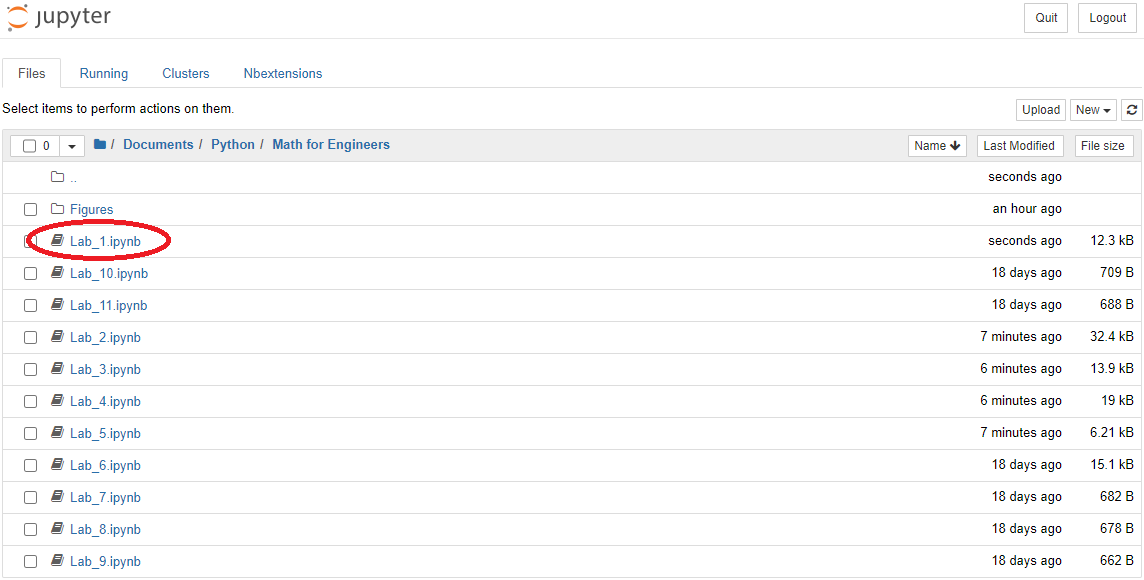 jupyter Quit Logout
Files Running Clusters Nbextensions
Select items to perform actions on them. Upload New
0 / Documents / Python / Math for Engineers Name Last Modified File size
.. seconds ago
Figures an hour ago
Lab_1.ipynb seconds ago 12.3 kB
Lab_10.ipynb 18 days ago 709 B
Lab_11.ipynb 18 days ago 688 B
Lab_2.ipynb 7 minutes ago 32.4 kB
Lab_3.ipynb 6 minutes ago 13.9 kB
Lab_4.ipynb 6 minutes ago 19 kB
Lab_5.ipynb 7 minutes ago 6.21 kB
Lab_6.ipynb 18 days ago 15.1 kB
Lab_7.ipynb 18 days ago 682 B
Lab_8.ipynb 18 days ago 678 B
Lab_9.ipynb 18 days ago 662 B